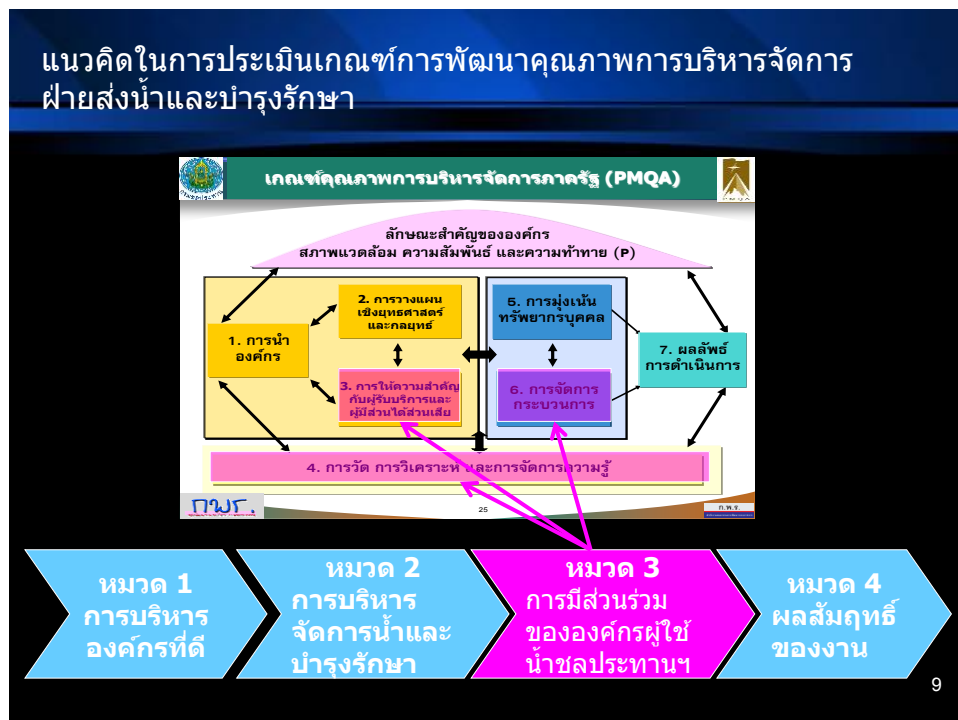 แนวคิดในการประเมินเกณฑ์การพัฒนาคุณภาพการบริหารจัดการ
ฝ่ายส่งน้ำและบำรุงรักษา
เกณฑ์คุณภาพการบริหารจัดการภาครัฐ (PMQA)
ลักษณะสำคัญขององค์กร
สภาพแวดล้อม ความสัมพันธ์ และความท้าทาย (P)
2. การวางแผน
เชิงยุทธศาสตร์
และกลยุทธ์
5. การมุ่งเน้น
ทรัพยากรบุคคล
1. การนำ
องค์กร
7. ผลลัพธ์
การดำเนินการ
3. การให้ความสำคัญ
กับผู้รับบริการและ
ผู้มีส่วนได้ส่วนเสีย
6. การจัดการ
กระบวนการ
4. การวัด การวิเคราะห์ และการจัดการความรู้
กพร.
25
ก.พ.ร.
หมวด 1
การบริหาร
องค์กรที่ดี
หมวด 2
การบริหาร
จัดการน้ำและ
บำรุงรักษา
หมวด 3
การมีส่วนร่วม
ขององค์กรผู้ใช้
น้ำชลประทานฯ
หมวด 4
ผลสัมฤทธิ์
ของงาน
9